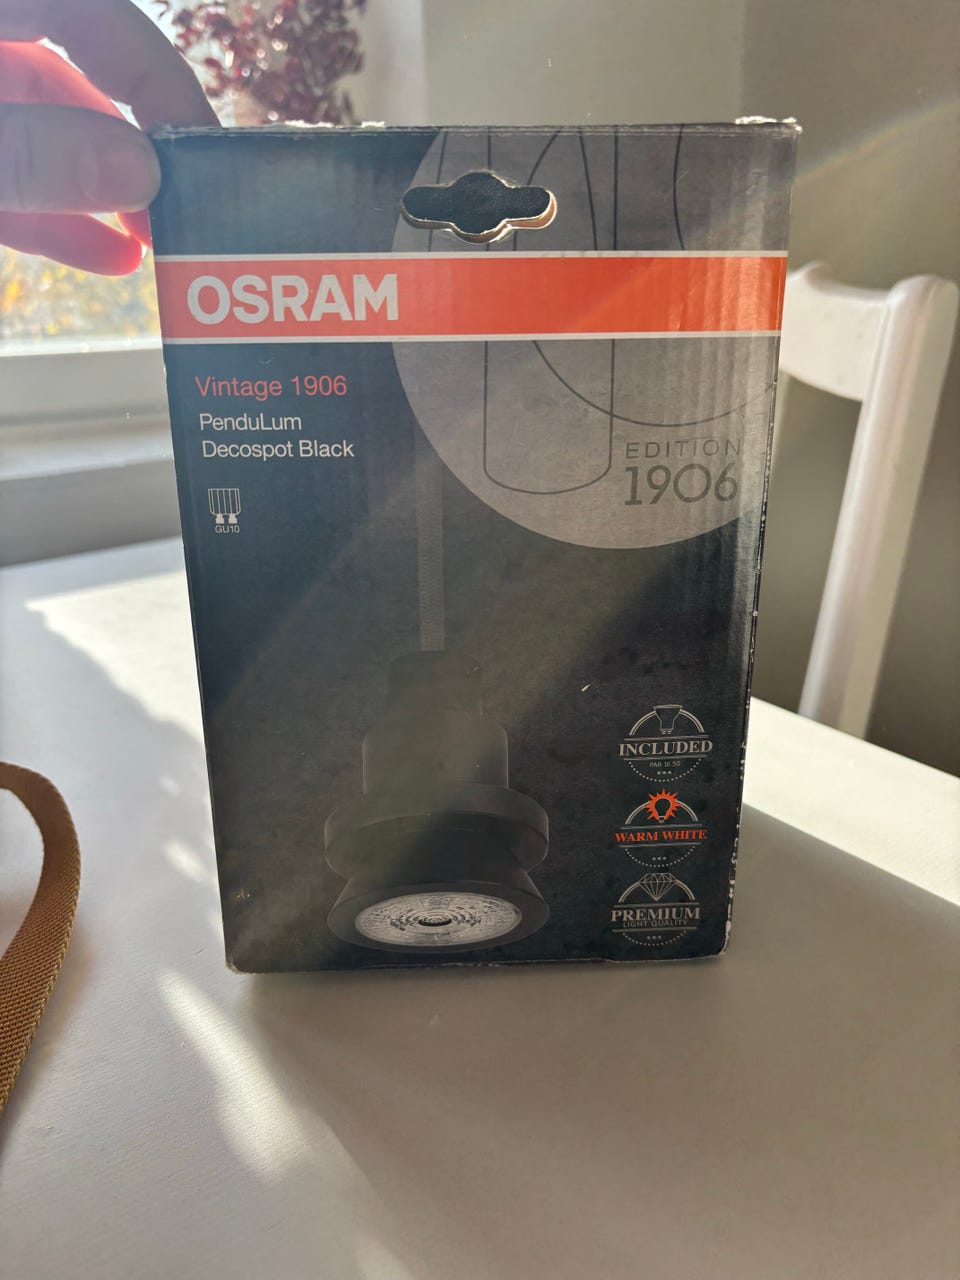 OSRAM
Vintage 1906
PenduLum
Decospot Black
GU10
EDITION
1906
INCLUDED
PAR 16 50
WARM WHITE
PREMIUM
LIGHT QUALITY